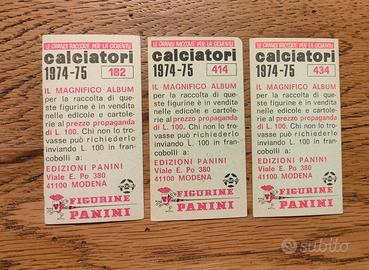 LE GRANDI RACCOLTE PER LA GIOVENTÙ
calciatori
1974-75 182
IL MAGNIFICO ALBUM
per la raccolta di que-
ste figurine è in vendita
nelle edicole e cartole-
rie al prezzo propaganda
di L. 100. Chi non lo tro-
vasse può richiederlo
inviando L. 100 in fran-
cobolli a:
EDIZIONI PANINI
Viale E. Po 380
41100 MODENA
FIGURINE
PANINI
LE GRANDI RACCOLTE PER LA GIOVENTÙ
calciatori
1974-75 414
IL MAGNIFICO ALBUM
per la raccolta di que-
ste figurine è in vendita
nelle edicole e cartole-
rie al prezzo propaganda
di L. 100. Chi non lo tro-
vasse può richiederlo
inviando L. 100 in fran-
cobolli a:
EDIZIONI PANINI
Viale E. Po 380
41100 MODENA
FIGURINE
PANINI
LE GRANDI RACCOLTE PER LA GIOVENTÙ
calciatori
1974-75 434
IL MAGNIFICO ALBUM
per la raccolta di que-
ste figurine è in vendita
nelle edicole e cartole-
rie al prezzo propaganda
di L. 100. Chi non lo tro-
vasse può richiederlo
inviando L. 100 in fran-
cobolli a:
EDIZIONI PANINI
Viale E. Po 380
41100 MODENA
FIGURINE
PANINI
subito